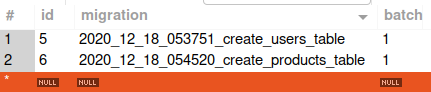 # id migration batch
1 5 2020_12_18_053751_create_users_table 1
2 6 2020_12_18_054520_create_products_table 1
* NULL NULL NULL